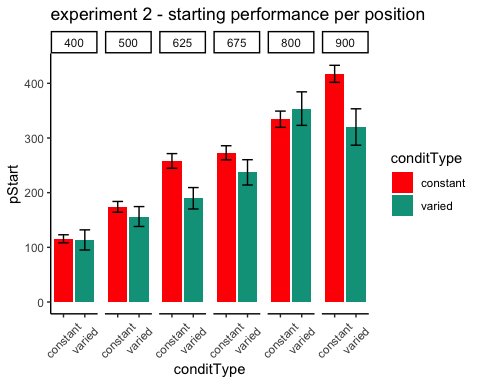 experiment 2 - starting performance per position
400 500 625 675 800 900
400
300
200
100
0
pStart
constant varied constant varied constant varied constant varied constant varied constant varied
conditType
conditType
constant
varied